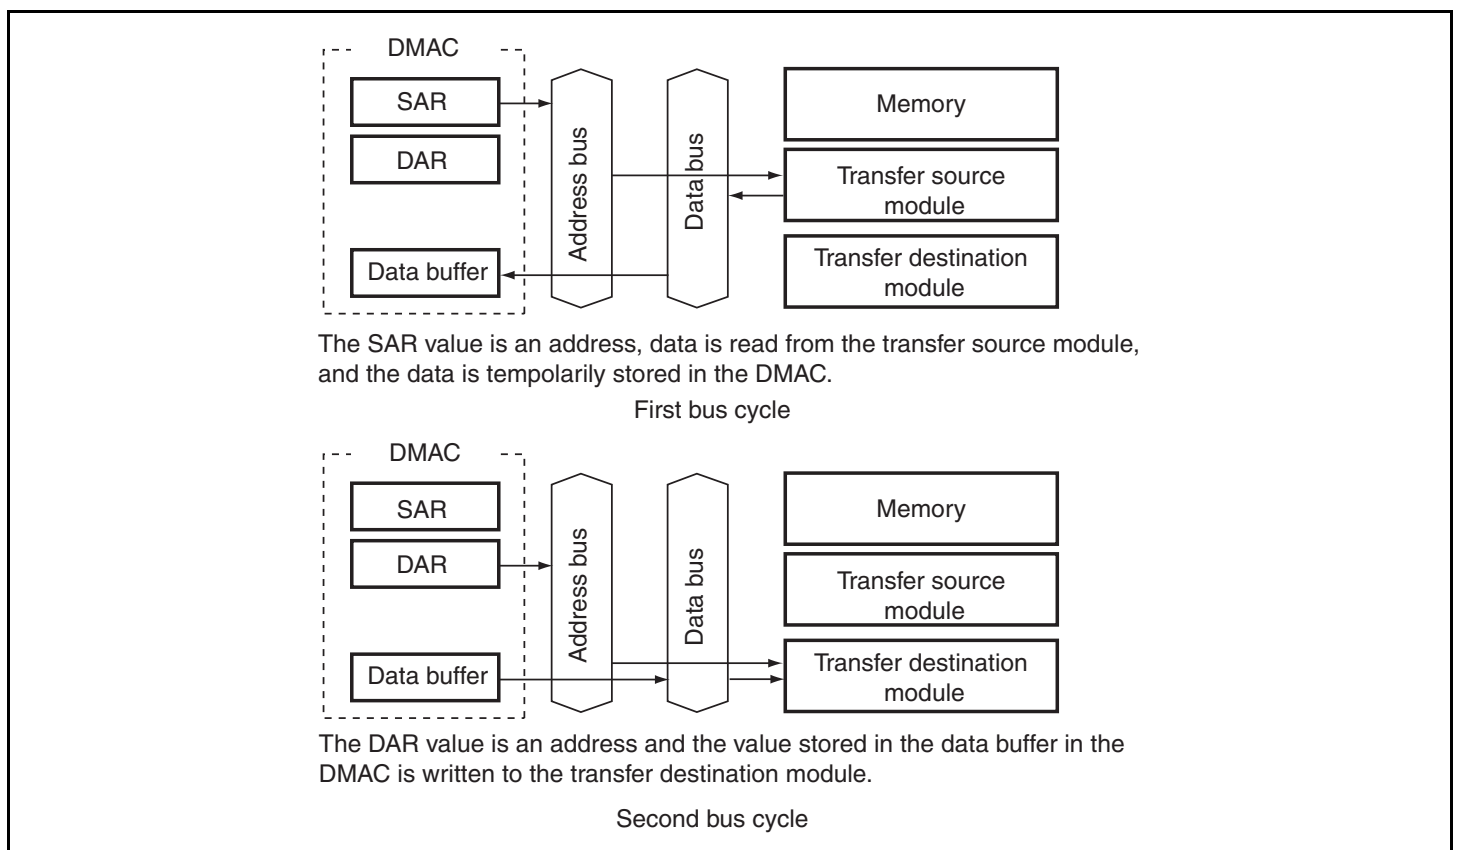 DMAC
SAR
DAR
Data buffer
Address bus
Data bus
Memory
Transfer source
module
Transfer destination
module
The SAR value is an address, data is read from the transfer source module,
and the data is tempolarily stored in the DMAC.
First bus cycle
DMAC
SAR
DAR
Data buffer
Address bus
Data bus
Memory
Transfer source
module
Transfer destination
module
The DAR value is an address and the value stored in the data buffer in the
DMAC is written to the transfer destination module.
Second bus cycle